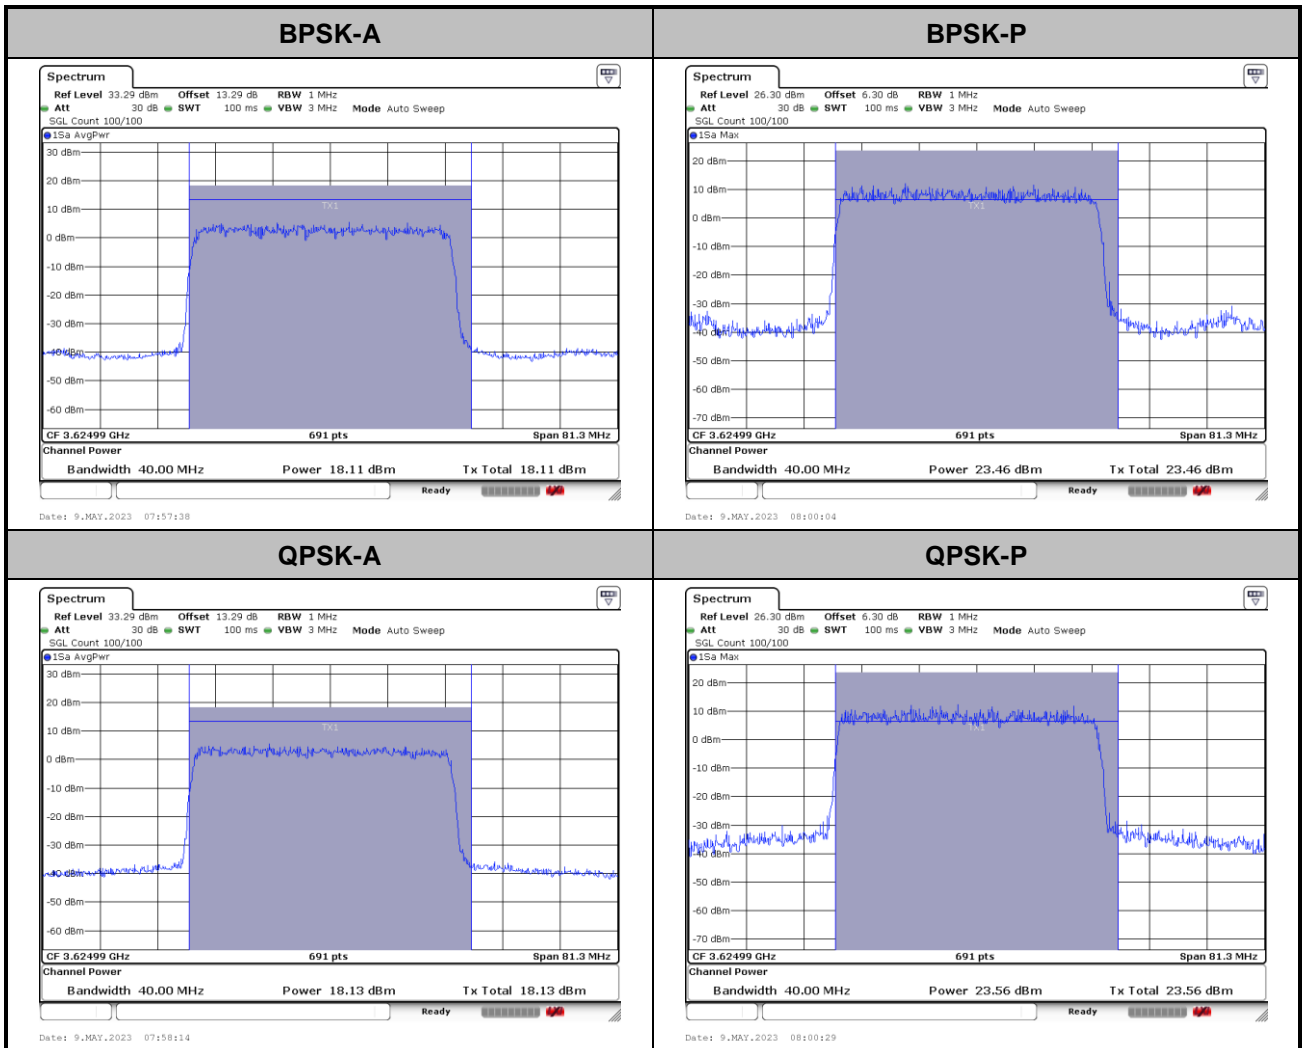 BPSK-A
BPSK-P
Spectrum
Ref Level 33.29 dBm Offset 13.29 dB RBW 1 MHz
Att 30 dB SWT 100 ms VBW 3 MHz Mode Auto Sweep
SGL Count 100/100
1Sa AvgPwr
30 dBm
20 dBm
10 dBm
TX1
0 dBm
-10 dBm
-20 dBm
-30 dBm
-40 dBm
-50 dBm
-60 dBm
CF 3.62499 GHz 691 pts Span 81.3 MHz
Channel Power
Bandwidth 40.00 MHz Power 18.11 dBm Tx Total 18.11 dBm
Ready
Date: 9.MAY.2023 07:57:38
Spectrum
Ref Level 26.30 dBm Offset 6.30 dB RBW 1 MHz
Att 30 dB SWT 100 ms VBW 3 MHz Mode Auto Sweep
SGL Count 100/100
1Sa Max
20 dBm
10 dBm
TX1
0 dBm
-10 dBm
-20 dBm
-30 dBm
-40 dBm
-50 dBm
-60 dBm
-70 dBm
CF 3.62499 GHz 691 pts Span 81.3 MHz
Channel Power
Bandwidth 40.00 MHz Power 23.46 dBm Tx Total 23.46 dBm
Ready
Date: 9.MAY.2023 08:00:04
QPSK-A
QPSK-P
Spectrum
Ref Level 33.29 dBm Offset 13.29 dB RBW 1 MHz
Att 30 dB SWT 100 ms VBW 3 MHz Mode Auto Sweep
SGL Count 100/100
1Sa AvgPwr
30 dBm
20 dBm
10 dBm
TX1
0 dBm
-10 dBm
-20 dBm
-30 dBm
-40 dBm
-50 dBm
-60 dBm
CF 3.62499 GHz 691 pts Span 81.3 MHz
Channel Power
Bandwidth 40.00 MHz Power 18.13 dBm Tx Total 18.13 dBm
Ready
Date: 9.MAY.2023 07:58:14
Spectrum
Ref Level 26.30 dBm Offset 6.30 dB RBW 1 MHz
Att 30 dB SWT 100 ms VBW 3 MHz Mode Auto Sweep
SGL Count 100/100
1Sa Max
20 dBm
10 dBm
TX1
0 dBm
-10 dBm
-20 dBm
-30 dBm
-40 dBm
-50 dBm
-60 dBm
-70 dBm
CF 3.62499 GHz 691 pts Span 81.3 MHz
Channel Power
Bandwidth 40.00 MHz Power 23.56 dBm Tx Total 23.56 dBm
Ready
Date: 9.MAY.2023 08:00:29